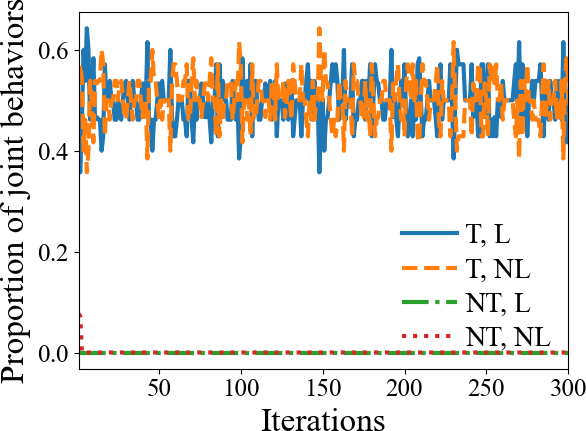 Proportion of joint behaviors
0.6
0.4
0.2
0.0
T, L
T, NL
NT, L
NT, NL
50 100 150 200 250 300
Iterations